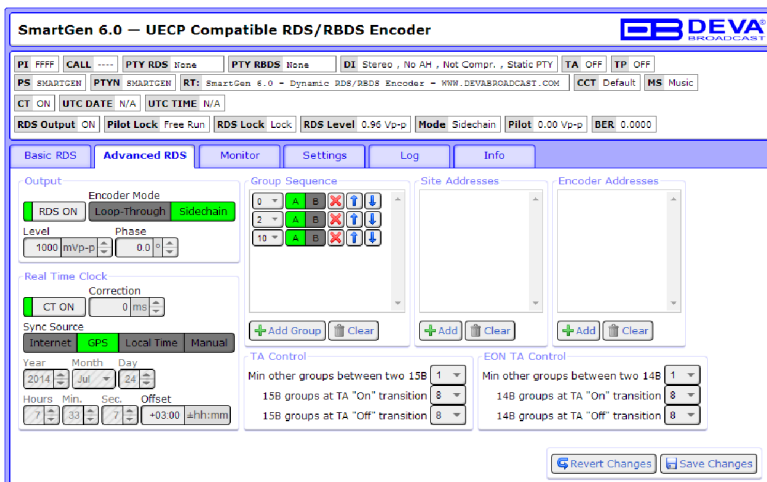 SmartGen 6.0 — UECP Compatible RDS/RBDS Encoder
DEVA
BROADCAST
PI FFFF CALL ---- PTY RDS None PTY RBDS None DI Stereo , No AH , Not Compr. , Static PTY TA OFF TP OFF
PS SMARTGEN PTYN SMARTGEN RT: SmartGen 6.0 - Dynamic RDS/RBDS Encoder - WWW.DEVABROADCAST.COM CCT Default MS Music
CT ON UTC DATE N/A UTC TIME N/A
RDS Output ON Pilot Lock Free Run RDS Lock Lock RDS Level 0.96 Vp-p Mode Sidechain Pilot 0.00 Vp-p BER 0.0000
Basic RDS Advanced RDS Monitor Settings Log Info
Output
Encoder Mode
RDS ON Loop-Through Sidechain
Level Phase
1000 mVp-p 0.0 °
Real Time Clock
Correction
CT ON 0 ms
Sync Source
Internet GPS Local Time Manual
Year Month Day
2014 Jul 24
Hours Min. Sec. Offset
7 33 7 +03:00 ±hh:mm
Group Sequence
0 A B
2 A B
10 A B
Add Group Clear
Site Addresses
Add Clear
Encoder Addresses
Add Clear
TA Control
Min other groups between two 15B 1
15B groups at TA "On" transition 8
15B groups at TA "Off" transition 8
EON TA Control
Min other groups between two 14B 1
14B groups at TA "On" transition 8
14B groups at TA "Off" transition 8
Revert Changes Save Changes